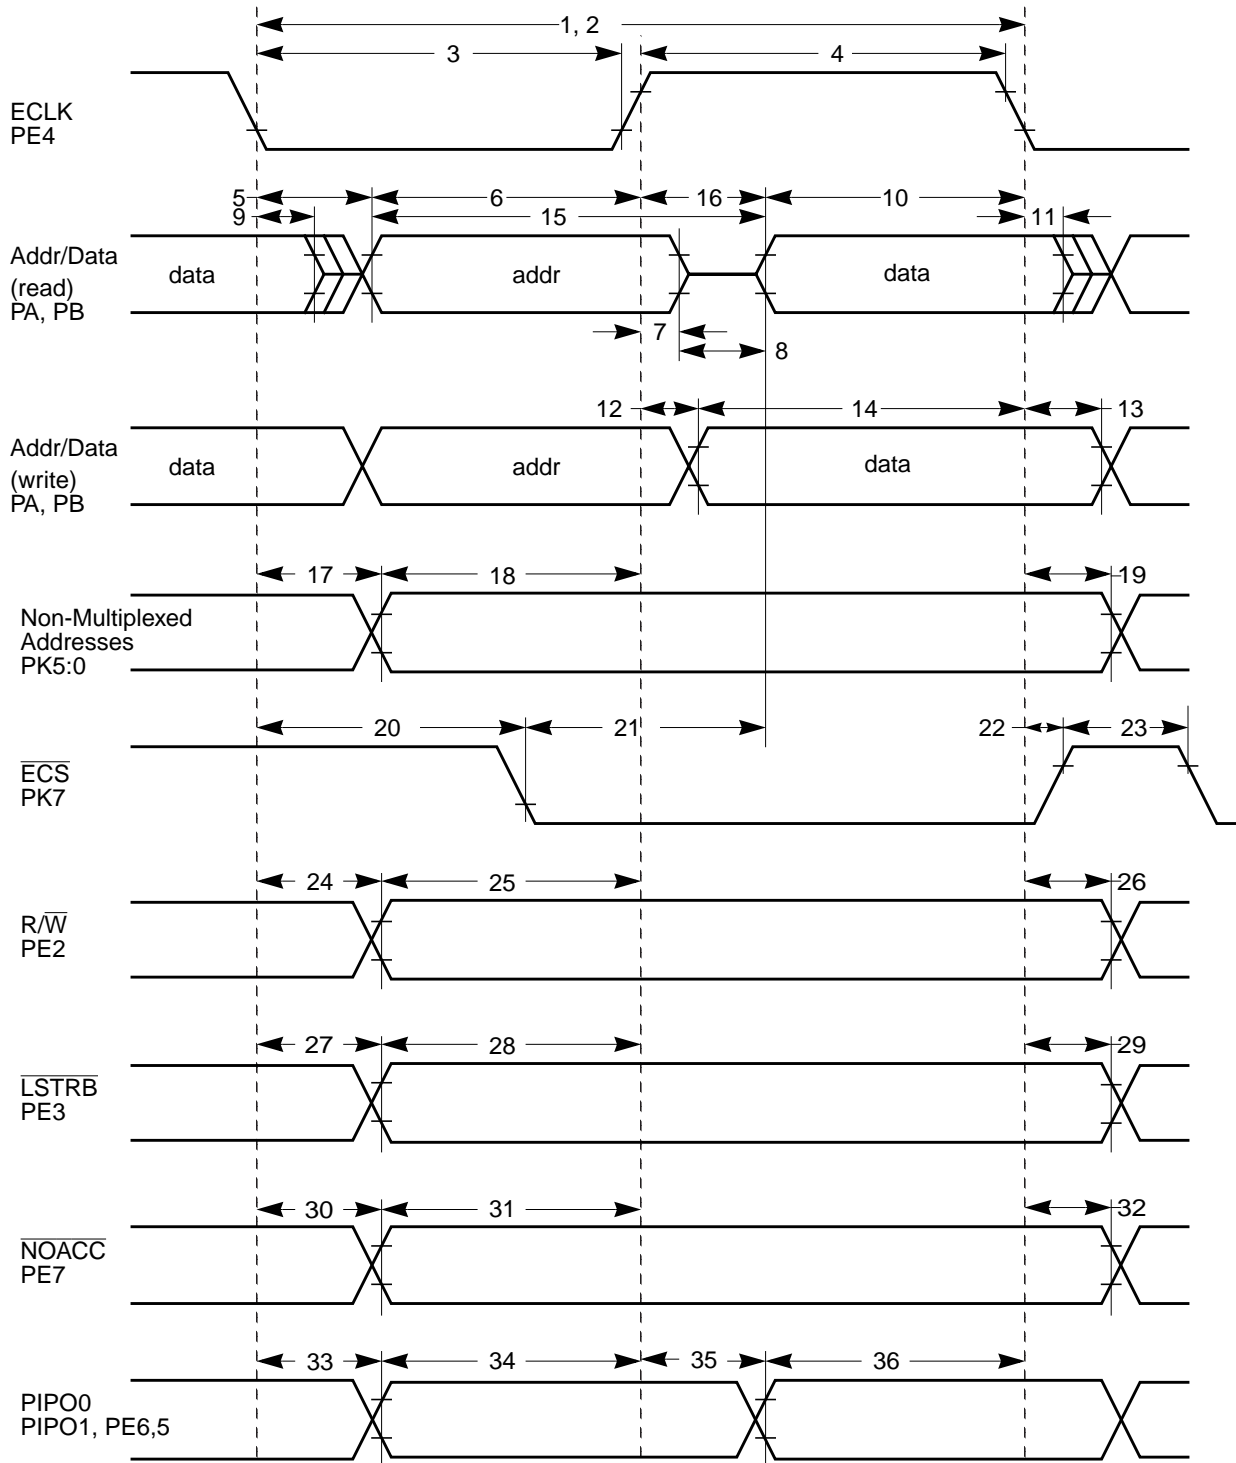 1, 2
3
4
ECLK
PE4
5
6
16
10
9
15
11
Addr/Data
(read)
PA, PB
data
addr
data
7
8
12
14
13
Addr/Data
(write)
PA, PB
data
addr
data
17
18
19
Non-Multiplexed
Addresses
PK5:0
20
21
22
23
ECS
PK7
24
25
26
R/W
PE2
27
28
29
LSTRB
PE3
30
31
32
NOACC
PE7
33
34
35
36
PIPO0
PIPO1, PE6,5